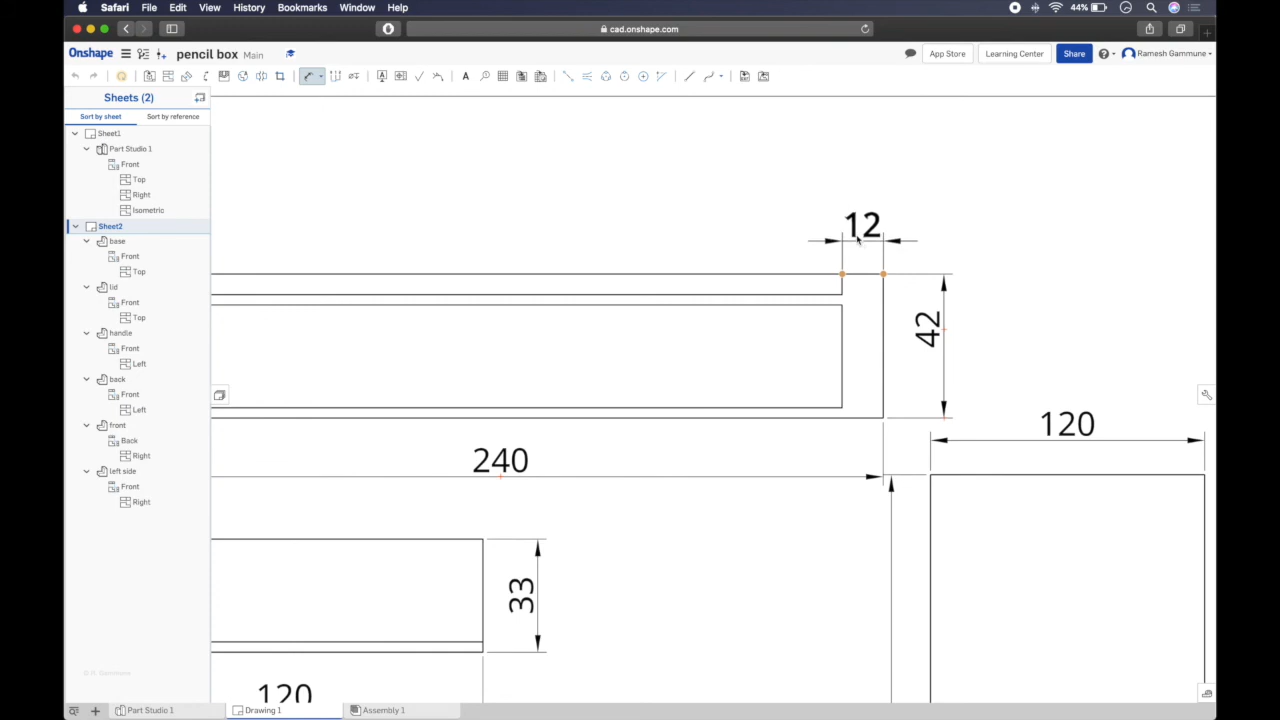 Safari File Edit View History Bookmarks Window Help 44%
cad.onshape.com
Onshape pencil box Main App Store Learning Center Share Ramesh Gammune
Sheets (2)
Sort by sheet Sort by reference
Sheet1
Part Studio 1
Front
Top
Right
Isometric
Sheet2
base
Front
Top
lid
Front
Top
handle
Front
Left
back
Front
Left
front
Back
Right
left side
Front
Right
12
42
120
240
33
120
© R. Gammune
Part Studio 1 Drawing 1 Assembly 1